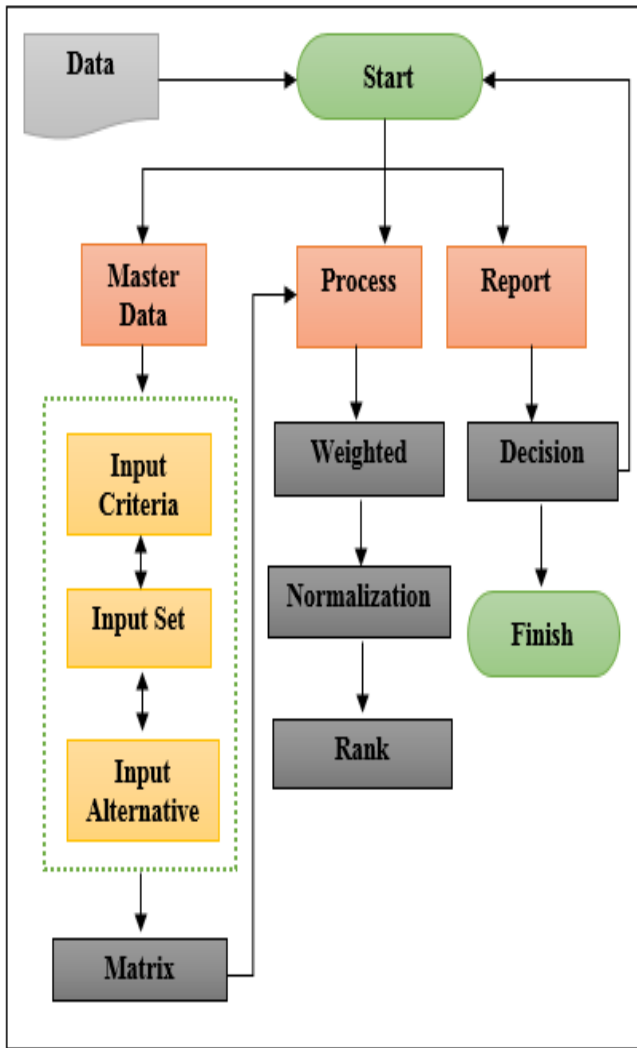 Data
Start
Master
Data
Process
Report
Input
Criteria
Weighted
Decision
Input Set
Normalization
Finish
Input
Alternative
Rank
Matrix